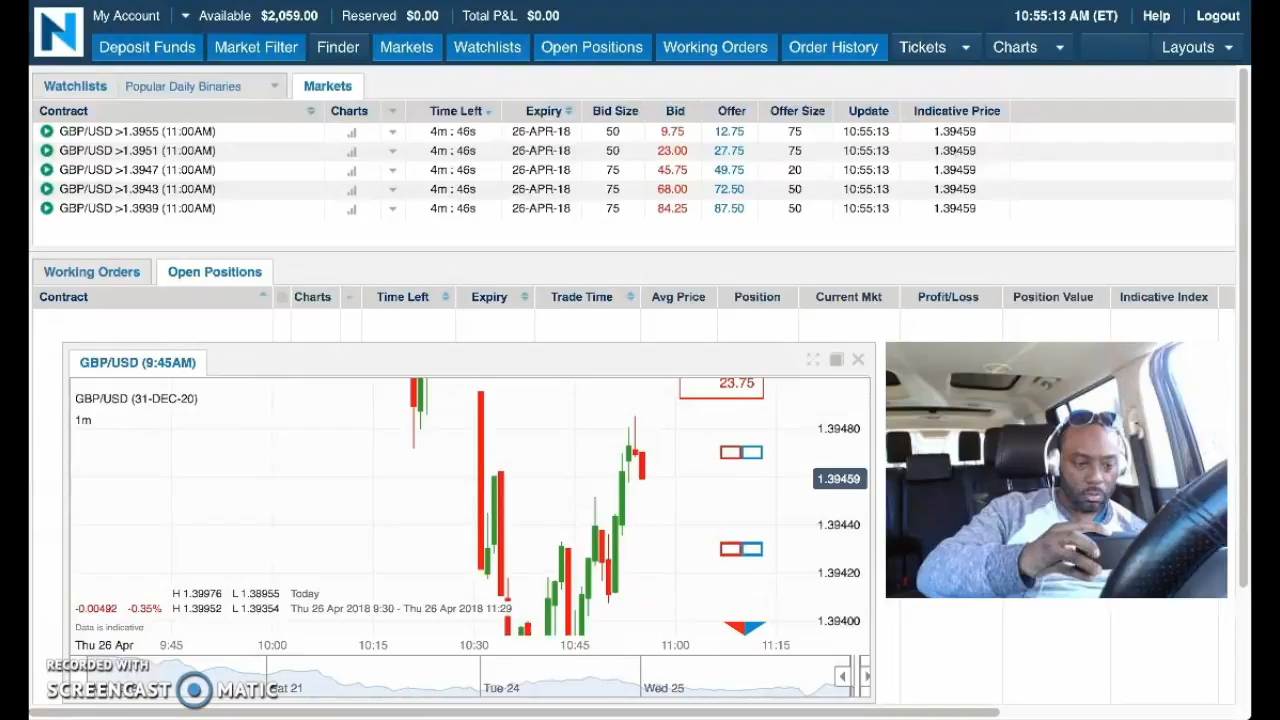 N
My Account Available $2,059.00 Reserved $0.00 Total P&L $0.00 10:55:13 AM (ET) Help Logout
Deposit Funds Market Filter Finder Markets Watchlists Open Positions Working Orders Order History Tickets Charts Layouts
Watchlists Popular Daily Binaries Markets
Contract Charts Time Left Expiry Bid Size Bid Offer Offer Size Update Indicative Price
GBP/USD >1.3955 (11:00AM) 4m : 46s 26-APR-18 50 9.75 12.75 75 10:55:13 1.39459
GBP/USD >1.3951 (11:00AM) 4m : 46s 26-APR-18 50 23.00 27.75 75 10:55:13 1.39459
GBP/USD >1.3947 (11:00AM) 4m : 46s 26-APR-18 75 45.75 49.75 20 10:55:13 1.39459
GBP/USD >1.3943 (11:00AM) 4m : 46s 26-APR-18 75 68.00 72.50 50 10:55:13 1.39459
GBP/USD >1.3939 (11:00AM) 4m : 46s 26-APR-18 75 84.25 87.50 50 10:55:13 1.39459
Working Orders Open Positions
Contract Charts Time Left Expiry Trade Time Avg Price Position Current Mkt Profit/Loss Position Value Indicative Index
GBP/USD (9:45AM)
23.75
GBP/USD (31-DEC-20)
1m
1.39480
1.39459
1.39440
1.39420
1.39400
H 1.39976 L 1.38955 Today
-0.00492 -0.35% H 1.39952 L 1.39354 Thu 26 Apr 2018 9:30 - Thu 26 Apr 2018 11:29
Data is indicative
Thu 26 Apr 9:45 10:00 10:15 10:30 10:45 11:00 11:15
RECORDED WITH
SCREENCAST MATIC
Sat 21 Tue 24 Wed 25